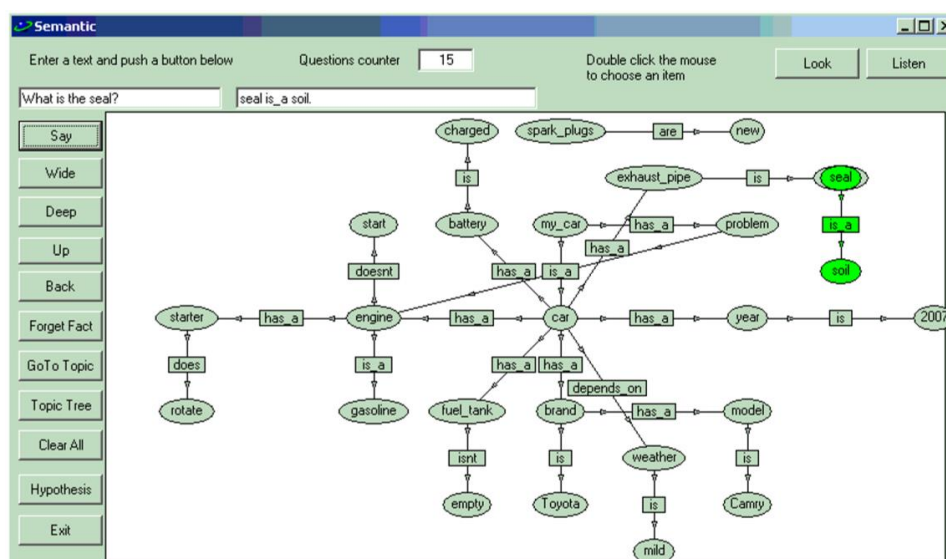 Semantic
Enter a text and push a button below
Questions counter
15
Double click the mouse
to choose an item
Look
Listen
What is the seal?
seal is_a soil.
Say
Wide
Deep
Up
Back
Forget Fact
GoTo Topic
Topic Tree
Clear All
Hypothesis
Exit
charged
spark_plugs
are
new
is
exhaust_pipe
is
seal
start
battery
my_car
has_a
problem
is_a
doesnt
has_a
is_a
has_a
soil
starter
has_a
engine
has_a
car
has_a
year
is
2007
does
is_a
has_a
has_a
depends_on
rotate
gasoline
fuel_tank
brand
has_a
model
isnt
is
weather
is
empty
Toyota
is
Camry
mild